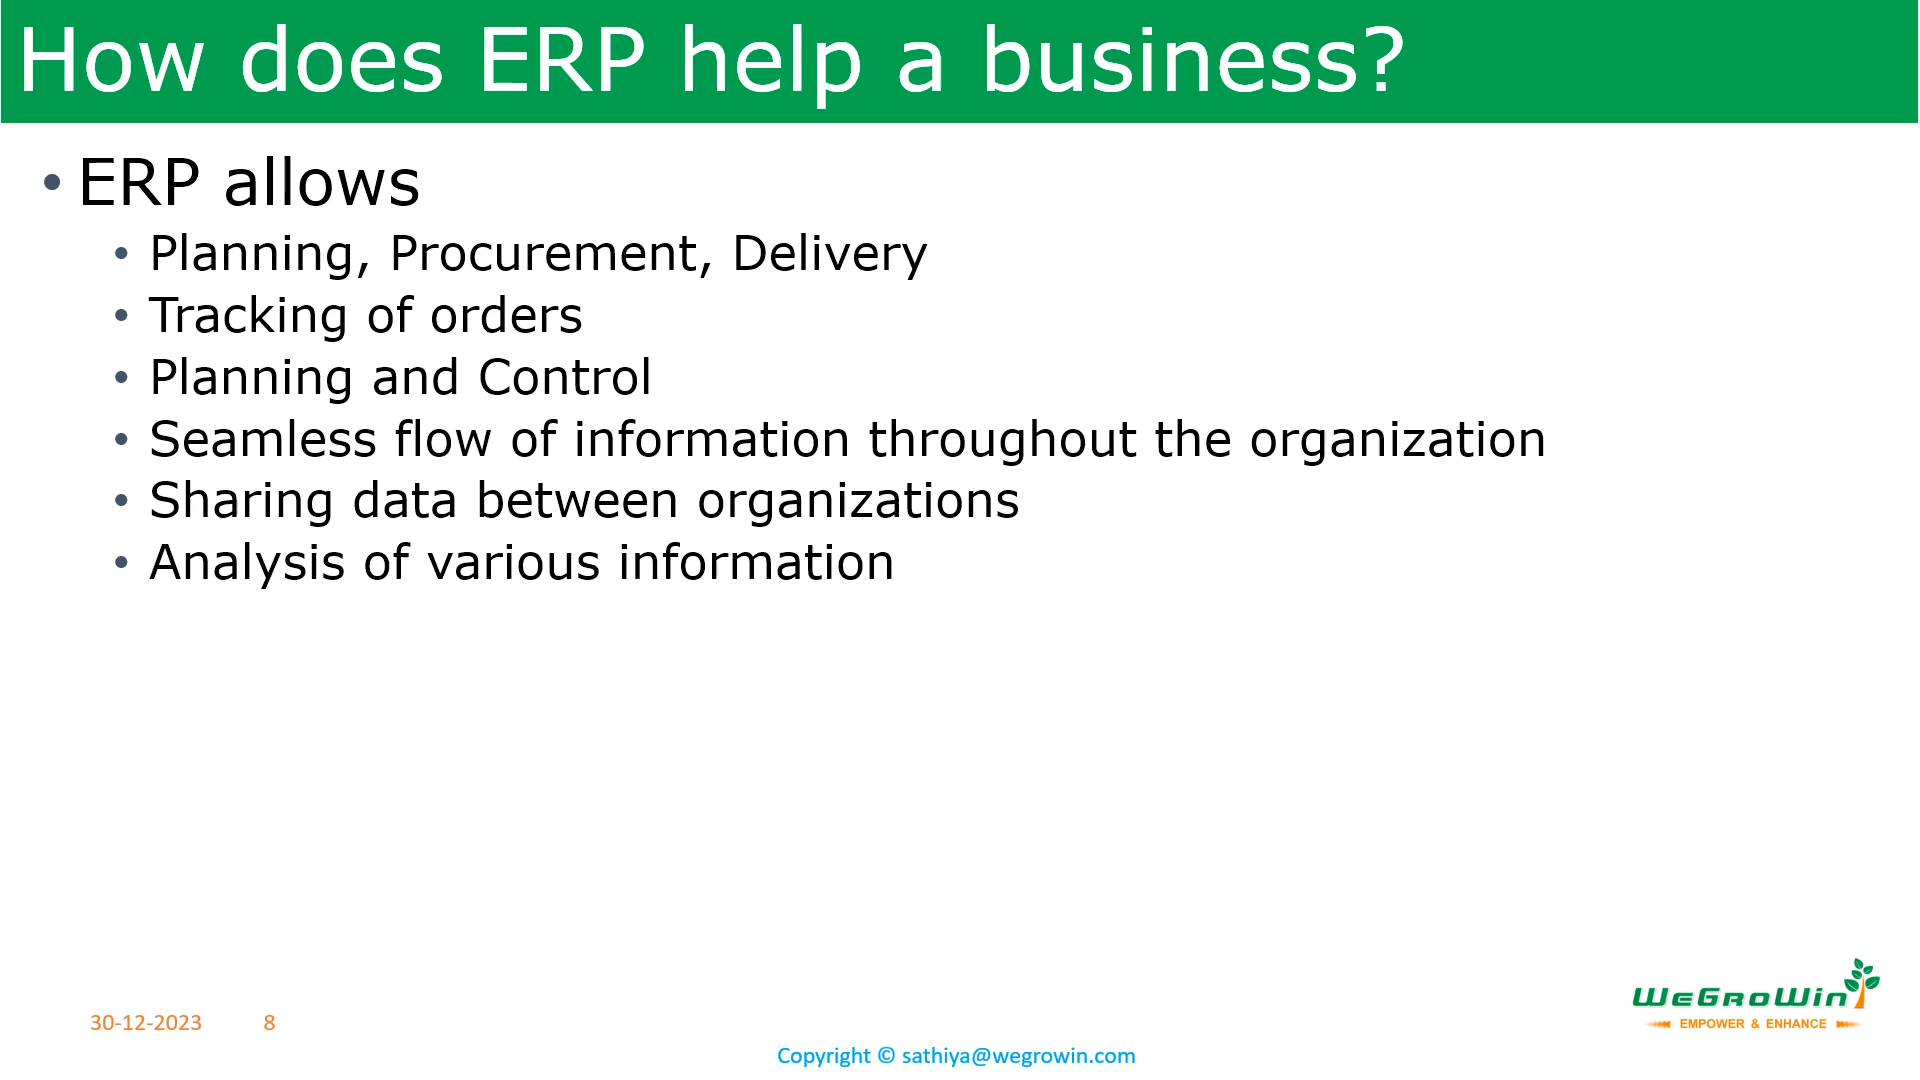 How does ERP help a business?
• ERP allows
• Planning, Procurement, Delivery
• Tracking of orders
• Planning and Control
• Seamless flow of information throughout the organization
• Sharing data between organizations
• Analysis of various information
WeGroWin
EMPOWER & ENHANCE
30-12-2023 8
Copyright © sathiya@wegrowin.com